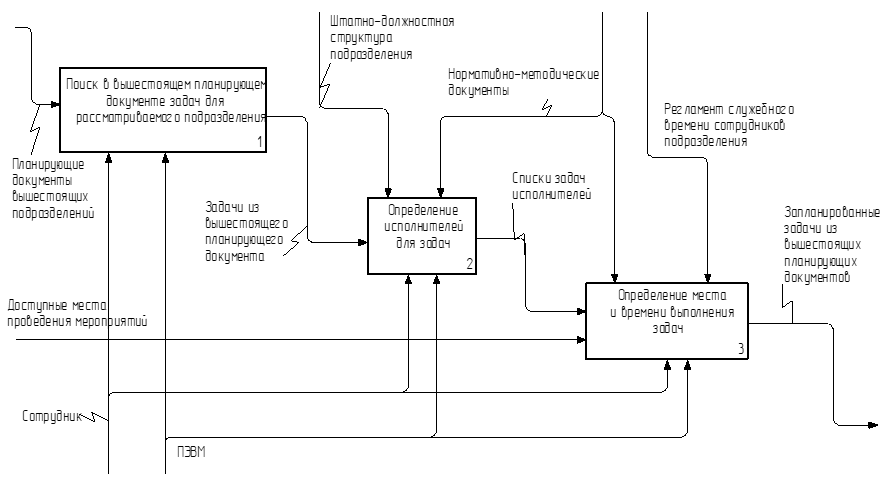 Штатно-должностная
структура
подразделения
Поиск в вышестоящем планирующем
документе задач для
рассматриваемого подразделения
1
Нормативно-методические
документы
Регламент служебного
времени сотрудников
подразделения
Планирующие
документы
вышестоящих
подразделений
Задачи из
вышестоящего
планирующего
документа
Определение
исполнителей
для задач
2
Списки задач
исполнителей
Запланированные
задачи из
вышестоящих
планирующих
документов
Доступные места
проведения мероприятий
Определение места
и времени выполнения
задач
3
Сотрудник
ПЭВМ